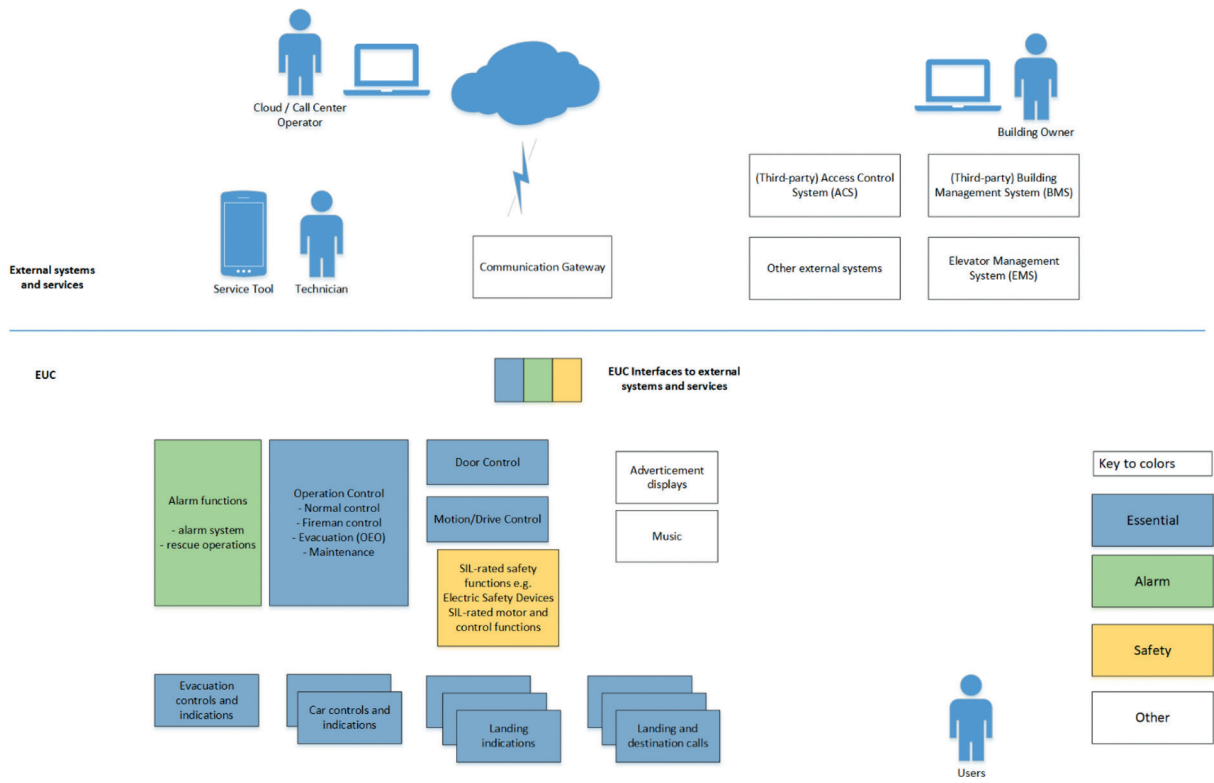 Cloud / Call Center
Operator
Building Owner
(Third-party) Access Control
System (ACS)
(Third-party) Building
Management System (BMS)
External systems
and services
Service Tool
Technician
Communication Gateway
Other external systems
Elevator Management
System (EMS)
EUC
EUC Interfaces to external
systems and services
Alarm functions
- alarm system
- rescue operations
Operation Control
- Normal control
- Fireman control
- Evacuation (OEO)
- Maintenance
Door Control
Motion/Drive Control
SIL-rated safety
functions e.g.
Electric Safety Devices
SIL-rated motor and
control functions
Adverticement
displays
Music
Key to colors
Essential
Alarm
Safety
Other
Evacuation
controls and
indications
Car controls and
indications
Landing
indications
Landing and
destination calls
Users